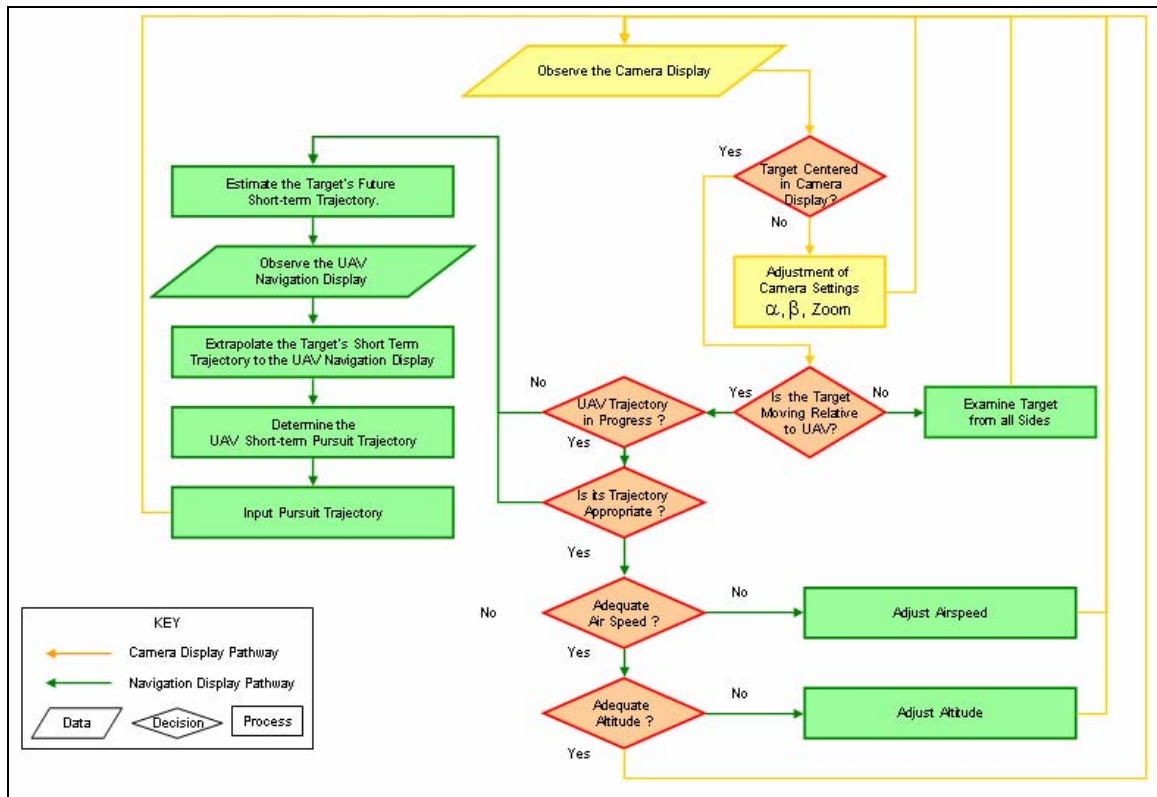 Observe the Camera Display
Yes
Target Centered
in Camera
Display?
No
Estimate the Target's Future
Short-term Trajectory.
Observe the UAV
Navigation Display
Adjustment of
Camera Settings
α, β, Zoom
Extrapolate the Target's Short Term
Trajectory to the UAV Navigation Display
No
UAV Trajectory
in Progress ?
Yes
Yes
Is the Target
Moving Relative
to UAV?
No
Examine Target
from all Sides
Determine the
UAV Short-term Pursuit Trajectory
Is its Trajectory
Appropriate ?
Yes
Input Pursuit Trajectory
No
Adequate
Air Speed ?
No
Adjust Airspeed
Yes
Adequate
Altitude ?
No
Adjust Altitude
Yes
KEY
Camera Display Pathway
Navigation Display Pathway
Data
Decision
Process